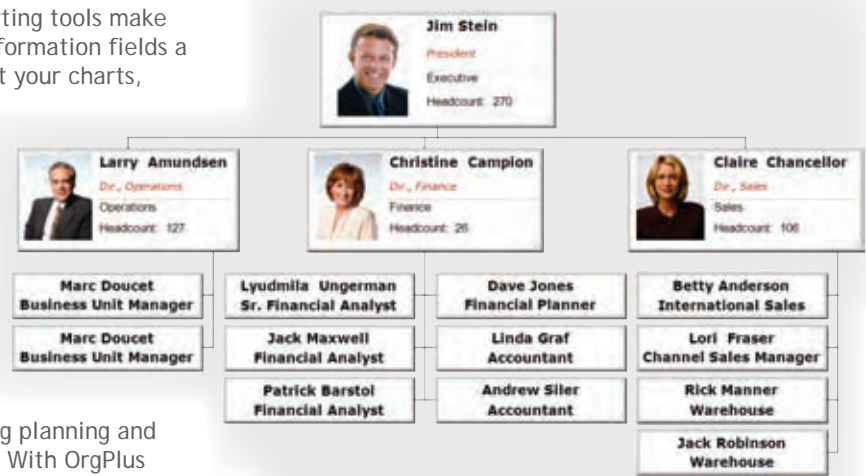 rting tools make
formation fields a
t your charts,
Jim Stein
President
Executive
Headcount: 270
Larry Amundsen
Dir., Operations
Operations
Headcount: 127
Christine Campion
Dir., Finance
Finance
Headcount: 26
Claire Chancellor
Dir., Sales
Sales
Headcount: 106
Marc Doucet
Business Unit Manager
Marc Doucet
Business Unit Manager
Lyudmila Ungerman
Sr. Financial Analyst
Jack Maxwell
Financial Analyst
Patrick Barstol
Financial Analyst
Dave Jones
Financial Planner
Linda Graf
Accountant
Andrew Siler
Accountant
Betty Anderson
International Sales
Lori Fraser
Channel Sales Manager
Rick Manner
Warehouse
Jack Robinson
Warehouse
g planning and
With OrgPlus